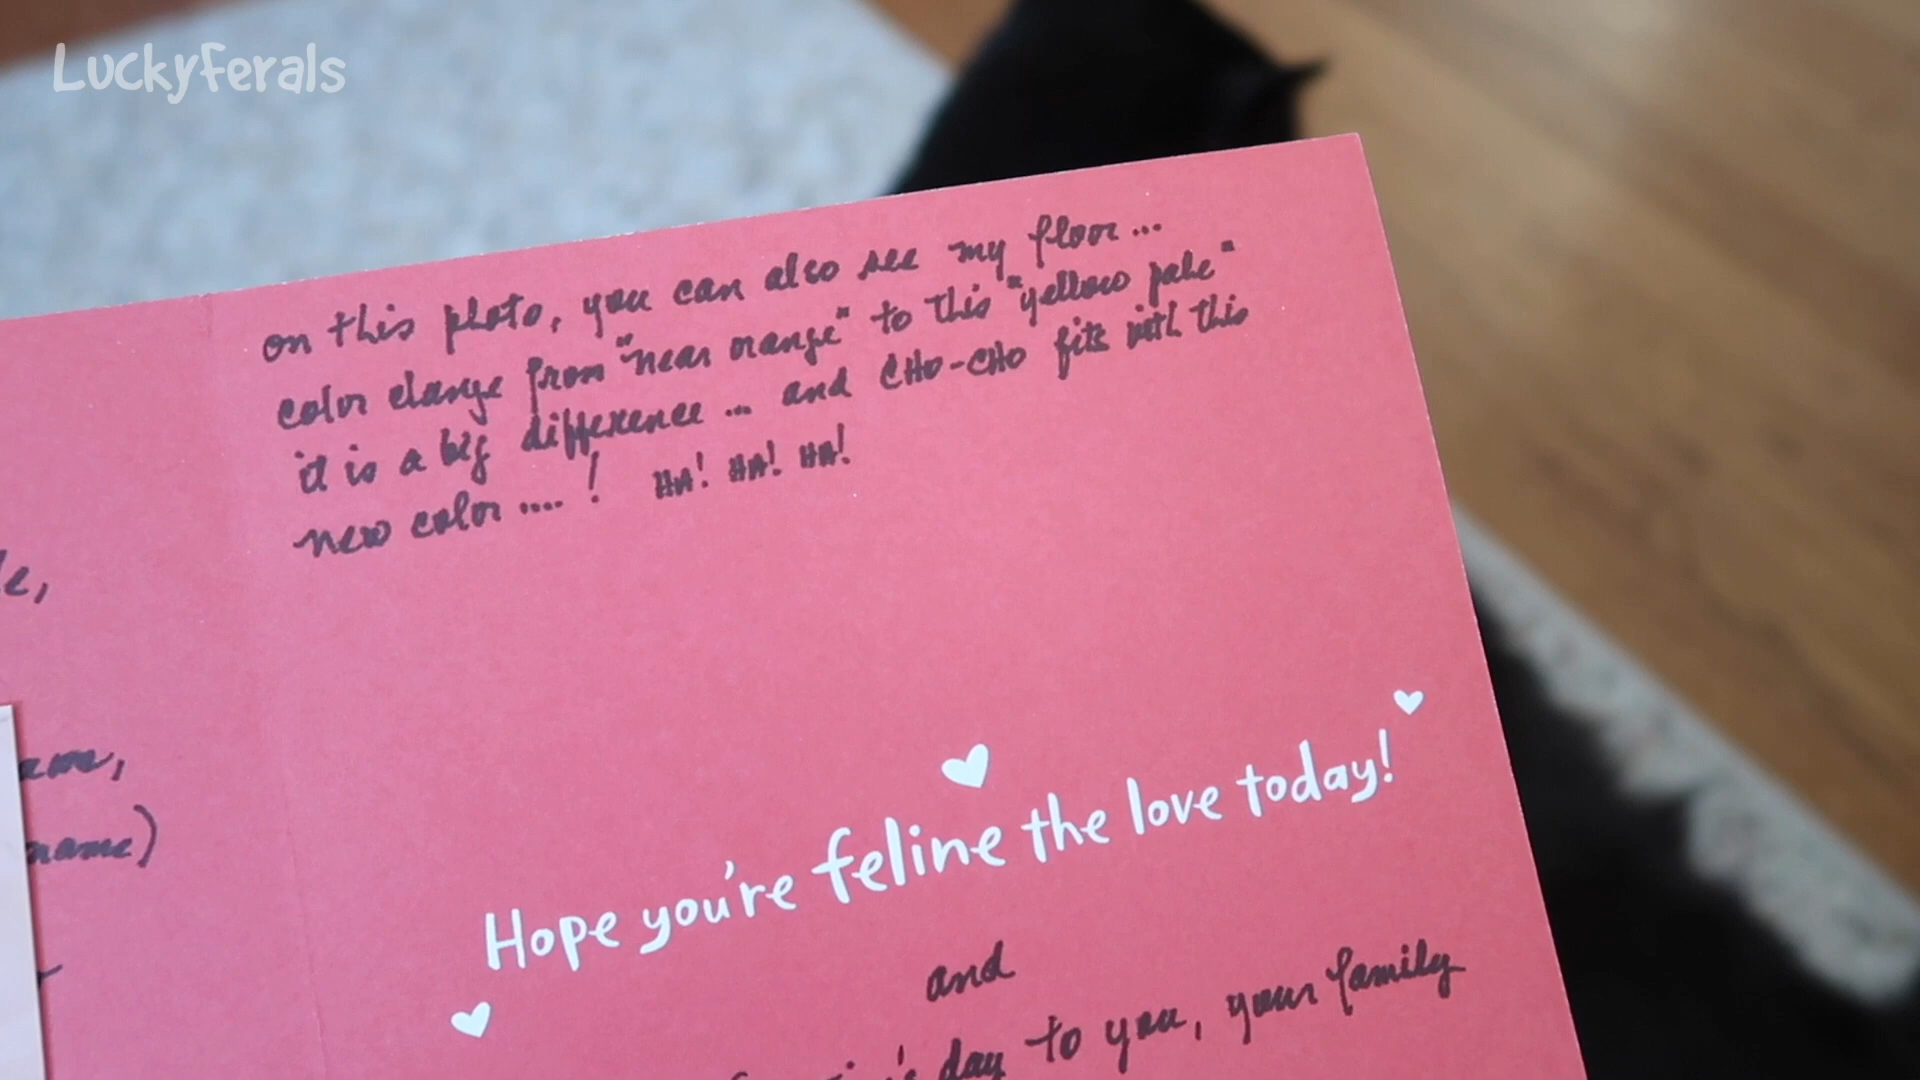 LuckyFerals
on this photo, you can also see my floor...
color change from "near orange" to this "yellow pale"
it is a big difference ... and CHO-CHO fits with this
new color ....! HA! HA! HA!
ame,
name)
Hope you're feline the love today!
and
day to you, your family